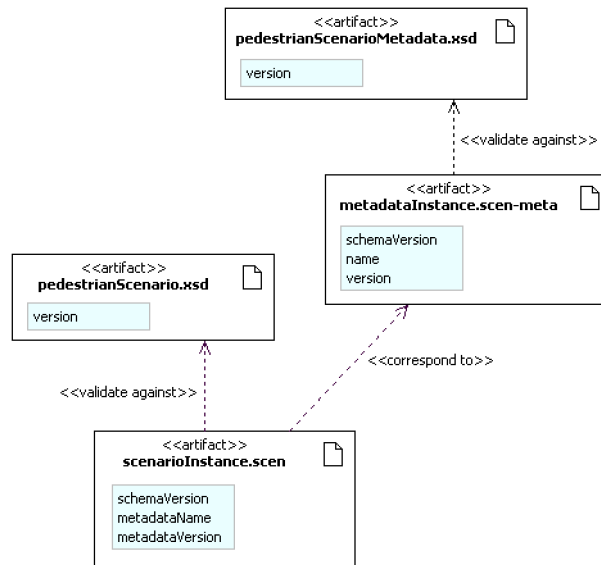 <<artifact>>
pedestrianScenarioMetadata.xsd
version
<<validate against>>
<<artifact>>
metadataInstance.scen-meta
schemaVersion
name
version
<<artifact>>
pedestrianScenario.xsd
version
<<correspond to>>
<<validate against>>
<<artifact>>
scenarioInstance.scen
schemaVersion
metadataName
metadataVersion